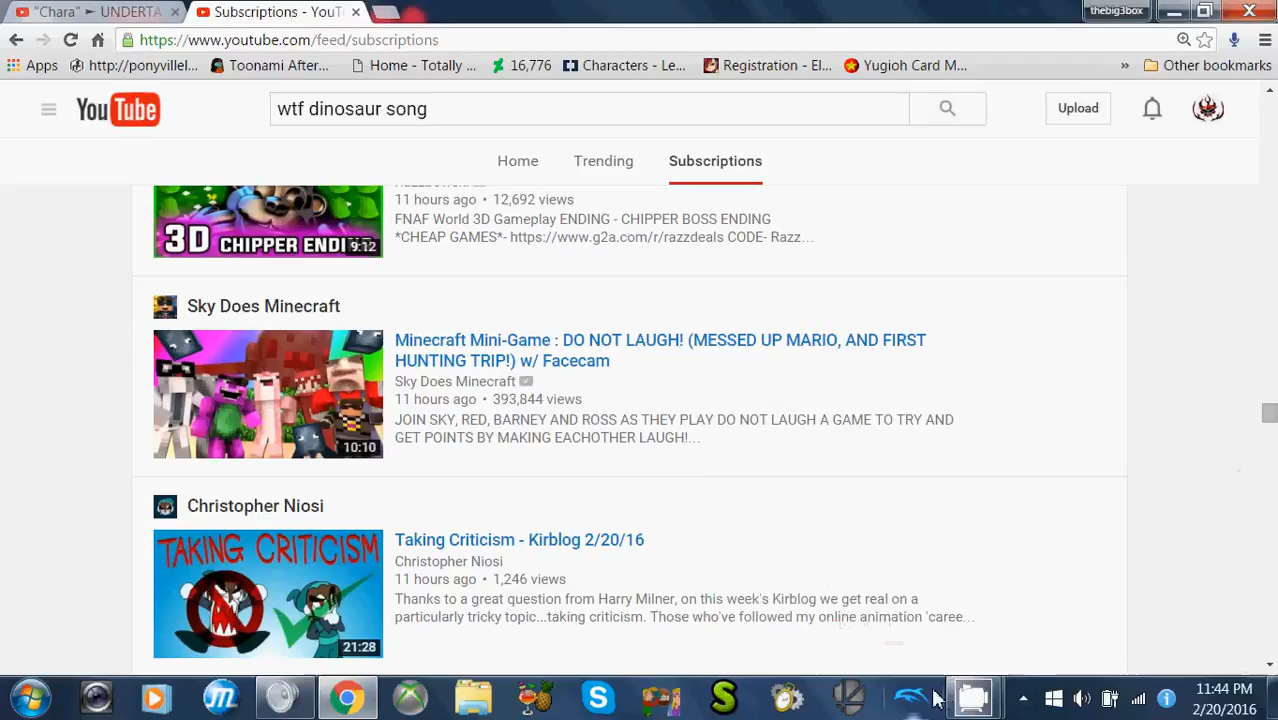 "Chara" ► UNDERTA
Subscriptions - YouT
thebig3box
https://www.youtube.com/feed/subscriptions
Apps
http://ponyvillel...
Toonami After...
Home - Totally ...
16,776
Characters - Le...
Registration - El...
Yugioh Card M...
»
Other bookmarks
YouTube
wtf dinosaur song
Upload
Home
Trending
Subscriptions
11 hours ago • 12,692 views
FNAF World 3D Gameplay ENDING - CHIPPER BOSS ENDING
*CHEAP GAMES*- https://www.g2a.com/r/razzdeals CODE- Razz...
3D CHIPPER ENDING
9:12
Sky Does Minecraft
Minecraft Mini-Game : DO NOT LAUGH! (MESSED UP MARIO, AND FIRST
HUNTING TRIP!) w/ Facecam
Sky Does Minecraft
11 hours ago • 393,844 views
JOIN SKY, RED, BARNEY AND ROSS AS THEY PLAY DO NOT LAUGH A GAME TO TRY AND
GET POINTS BY MAKING EACHOTHER LAUGH!...
10:10
Christopher Niosi
TAKING CRITICISM
Taking Criticism - Kirblog 2/20/16
Christopher Niosi
11 hours ago • 1,246 views
Thanks to a great question from Harry Milner, on this week's Kirblog we get real on a
particularly tricky topic...taking criticism. Those who've followed my online animation 'caree...
21:28
11:44 PM
2/20/2016